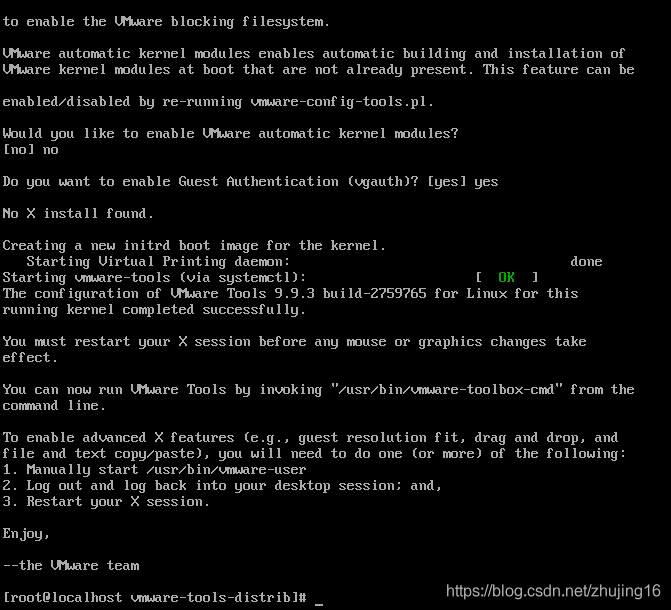 to enable the VMware blocking filesystem.
VMware automatic kernel modules enables automatic building and installation of
VMware kernel modules at boot that are not already present. This feature can be
enabled/disabled by re-running vmware-config-tools.pl.
Would you like to enable VMware automatic kernel modules?
[no] no
Do you want to enable Guest Authentication (vgauth)? [yes] yes
No X install found.
Creating a new initrd boot image for the kernel.
Starting Virtual Printing daemon: done
Starting vmware-tools (via systemctl): [ OK ]
The configuration of VMware Tools 9.9.3 build-2759765 for Linux for this
running kernel completed successfully.
You must restart your X session before any mouse or graphics changes take
effect.
You can now run VMware Tools by invoking "/usr/bin/vmware-toolbox-cmd" from the
command line.
To enable advanced X features (e.g., guest resolution fit, drag and drop, and
file and text copy/paste), you will need to do one (or more) of the following:
1. Manually start /usr/bin/vmware-user
2. Log out and log back into your desktop session; and,
3. Restart your X session.
Enjoy,
--the VMware team
[root@localhost vmware-tools-distrib]# _
https://blog.csdn.net/zhujing16